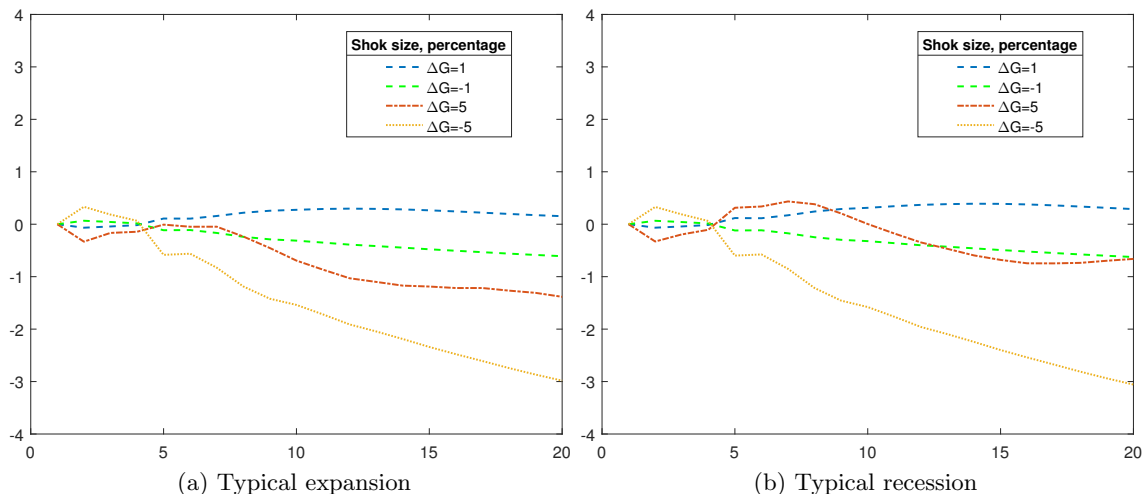 4
3
2
1
0
-1
-2
-3
-4
0
5
10
15
20
Shok size, percentage
ΔG=1
ΔG=-1
ΔG=5
ΔG=-5
(a) Typical expansion
4
3
2
1
0
-1
-2
-3
-4
0
5
10
15
20
Shok size, percentage
ΔG=1
ΔG=-1
ΔG=5
ΔG=-5
(b) Typical recession